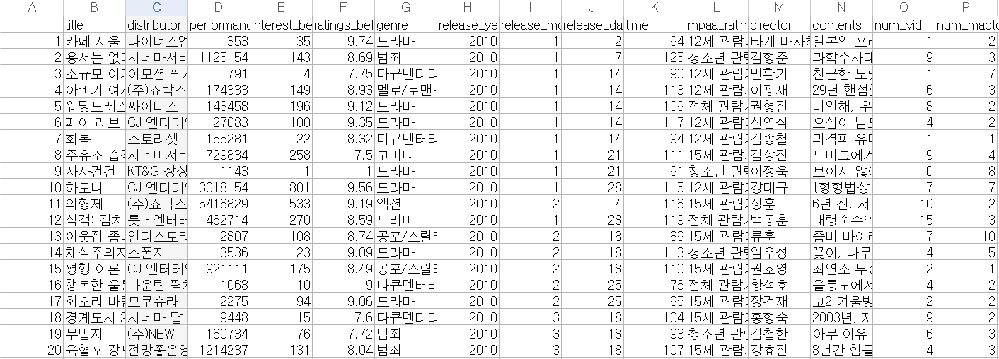 A B C D E F G H I J K L M N O P
title distributor performanc interest_be ratings_bef genre release_ye release_mo release_da time mpaa_ratin director contents num_vid num_macto
1 카페 서울 나이너스엔 353 35 9.74 드라마 2010 1 2 94 12세 관람가 타케 마사히 일본인 프리 1 2
2 용서는 없다 시네마서비 1125154 143 8.69 범죄 2010 1 7 125 청소년 관람 김형준 과학수사대 9 3
3 소규모 아카 이모션 픽처 791 4 7.75 다큐멘터리 2010 1 14 90 12세 관람가 민환기 친근한 노랫 1 7
4 아빠가 여자 (주)쇼박스 174333 149 8.93 멜로/로맨스 2010 1 14 113 12세 관람가 이광재 29년 핸섬한 6 3
5 웨딩드레스 싸이더스 143458 196 9.12 드라마 2010 1 14 109 전체 관람가 권형진 미안해, 우 8 2
6 페어 러브 CJ 엔터테인 27083 100 9.35 드라마 2010 1 14 117 12세 관람가 신연식 오십이 넘도 4 2
7 회복 스토리셋 155281 22 8.32 다큐멘터리 2010 1 14 94 12세 관람가 김종철 과격파 유대 1 1
8 주유소 습격 시네마서비 729834 258 7.5 코미디 2010 1 21 111 15세 관람가 김상진 노마크에게 9 4
9 사사건건 KT&G 상상 1143 1 1 드라마 2010 1 21 91 청소년 관람 이정욱 보이지 않아 0 8
10 하모니 CJ 엔터테인 3018154 801 9.56 드라마 2010 1 28 115 12세 관람가 강대규 {형형법상 7 7
11 의형제 (주)쇼박스 5416829 533 9.19 액션 2010 2 4 116 15세 관람가 장훈 6년 전, 서울 10 2
12 식객: 김치 롯데엔터테 462714 270 8.59 드라마 2010 1 28 119 전체 관람가 백동훈 대령숙수의 15 3
13 이웃집 좀비 인디스토리 2807 108 8.74 공포/스릴러 2010 2 18 89 15세 관람가 류훈 좀비 바이러 7 10
14 채식주의자 스폰지 3536 23 9.09 드라마 2010 2 18 113 청소년 관람 임우성 꽃이, 나무 4 5
15 평행 이론 CJ 엔터테인 921111 175 8.49 공포/스릴러 2010 2 18 110 15세 관람가 권호영 최연소 부장 2 1
16 행복한 울릉 마운틴 픽처 1068 10 9 다큐멘터리 2010 2 25 76 전체 관람가 황석호 울릉도에서 4 2
17 회오리 바람 모쿠슈라 2275 94 9.06 드라마 2010 2 25 95 15세 관람가 장건재 고2 겨울방 2 2
18 경계도시 2 시네마 달 9448 15 7.6 다큐멘터리 2010 3 18 104 15세 관람가 홍형숙 2003년, 재 9 2
19 무법자 (주)NEW 160734 76 7.72 범죄 2010 3 18 93 청소년 관람 김철한 아무 이유 6 3
20 육혈포 강도 전망좋은영 1214237 131 8.04 범죄 2010 3 18 107 15세 관람가 강효진 8년간 힘들 4 3